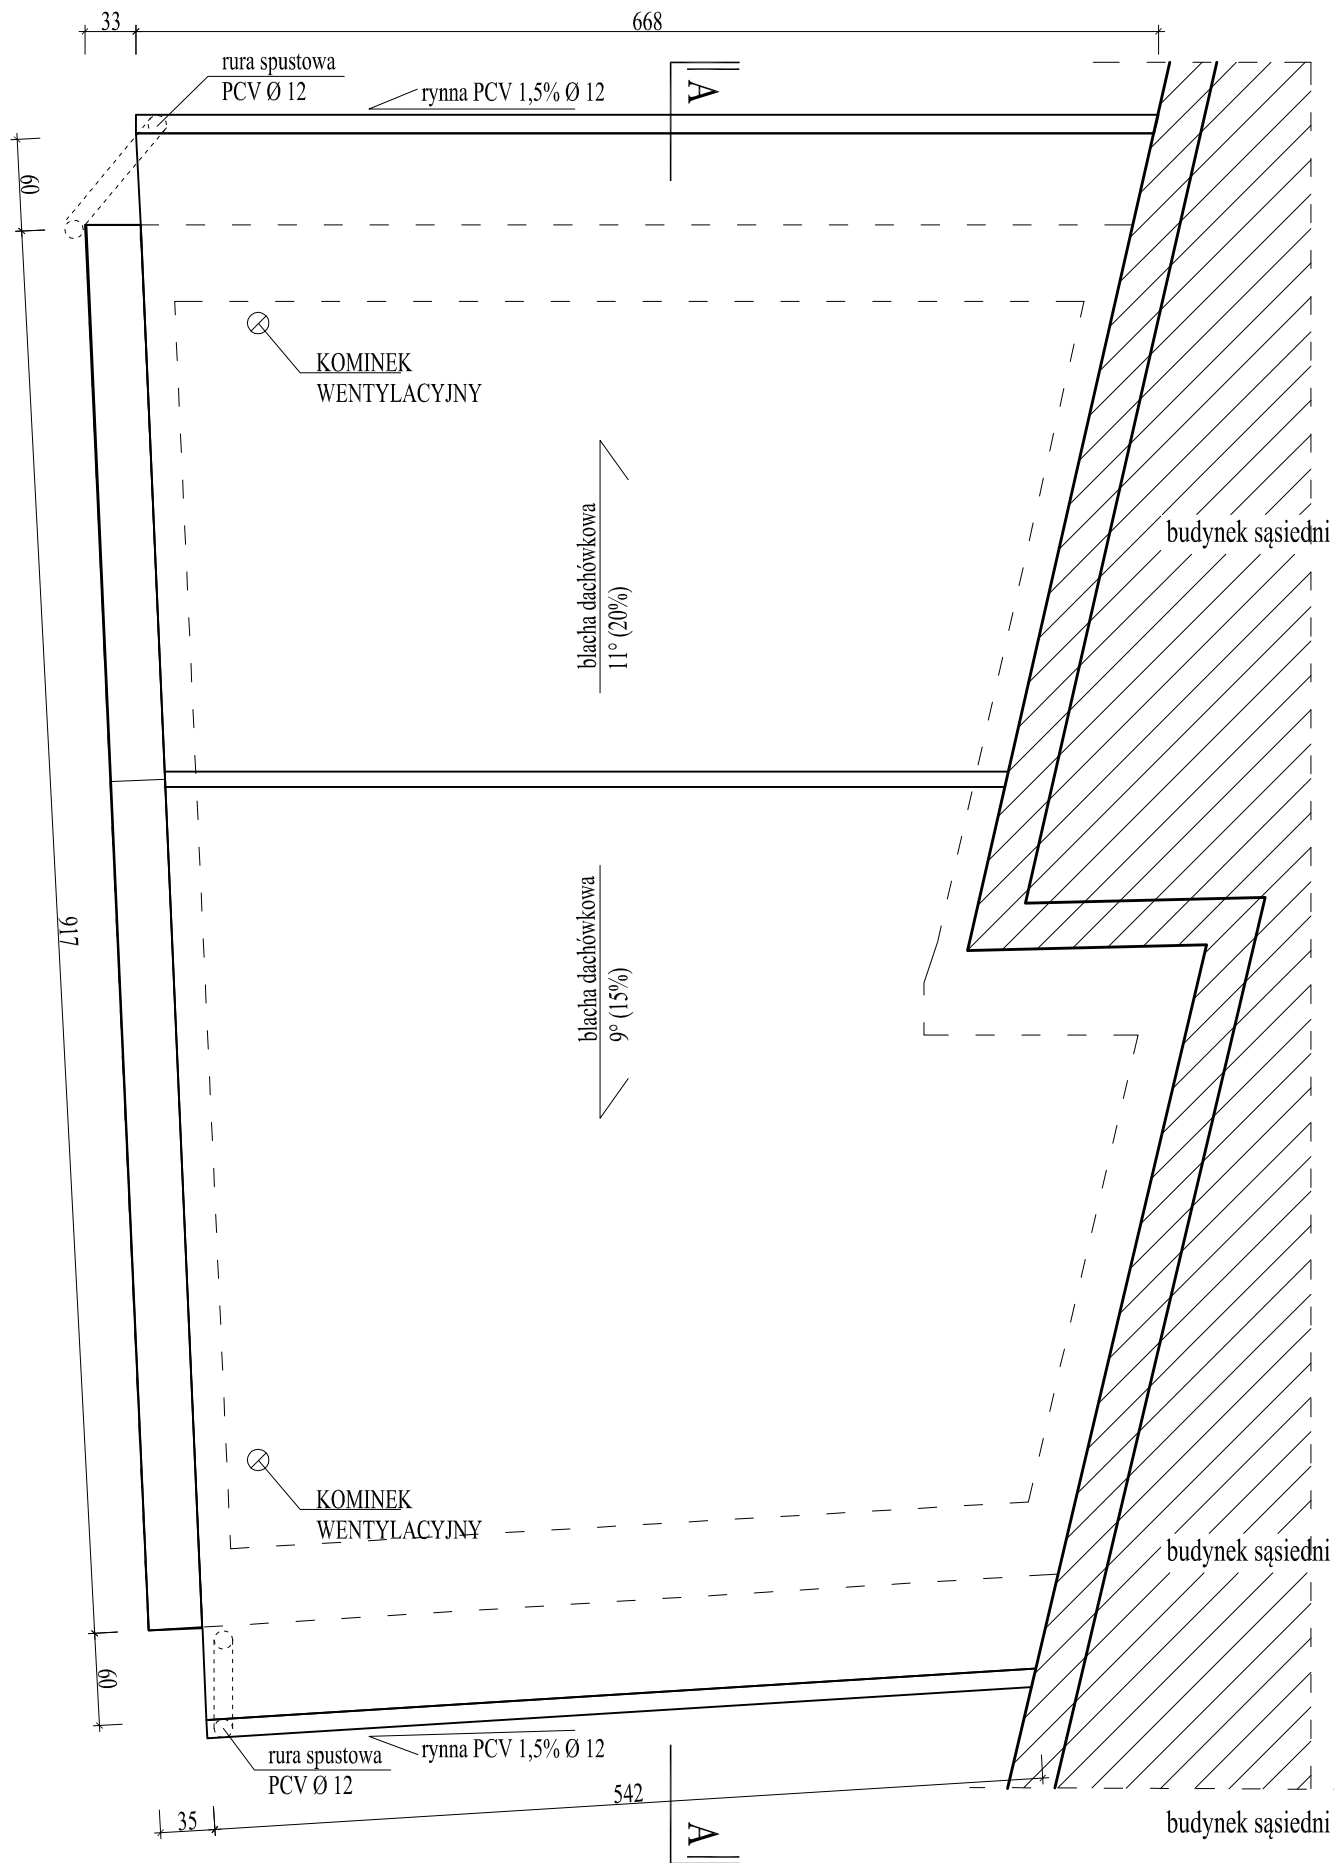 33
668
rura spustowa
PCV Ø 12
rynna PCV 1,5% Ø 12
A
60
KOMINEK
WENTYLACYJNY
budynek sąsiedni
blacha dachówkowa
11° (20%)
917
blacha dachówkowa
9° (15%)
KOMINEK
WENTYLACYJNY
budynek sąsiedni
60
rura spustowa
PCV Ø 12
rynna PCV 1,5% Ø 12
542
35
A
budynek sąsiedni